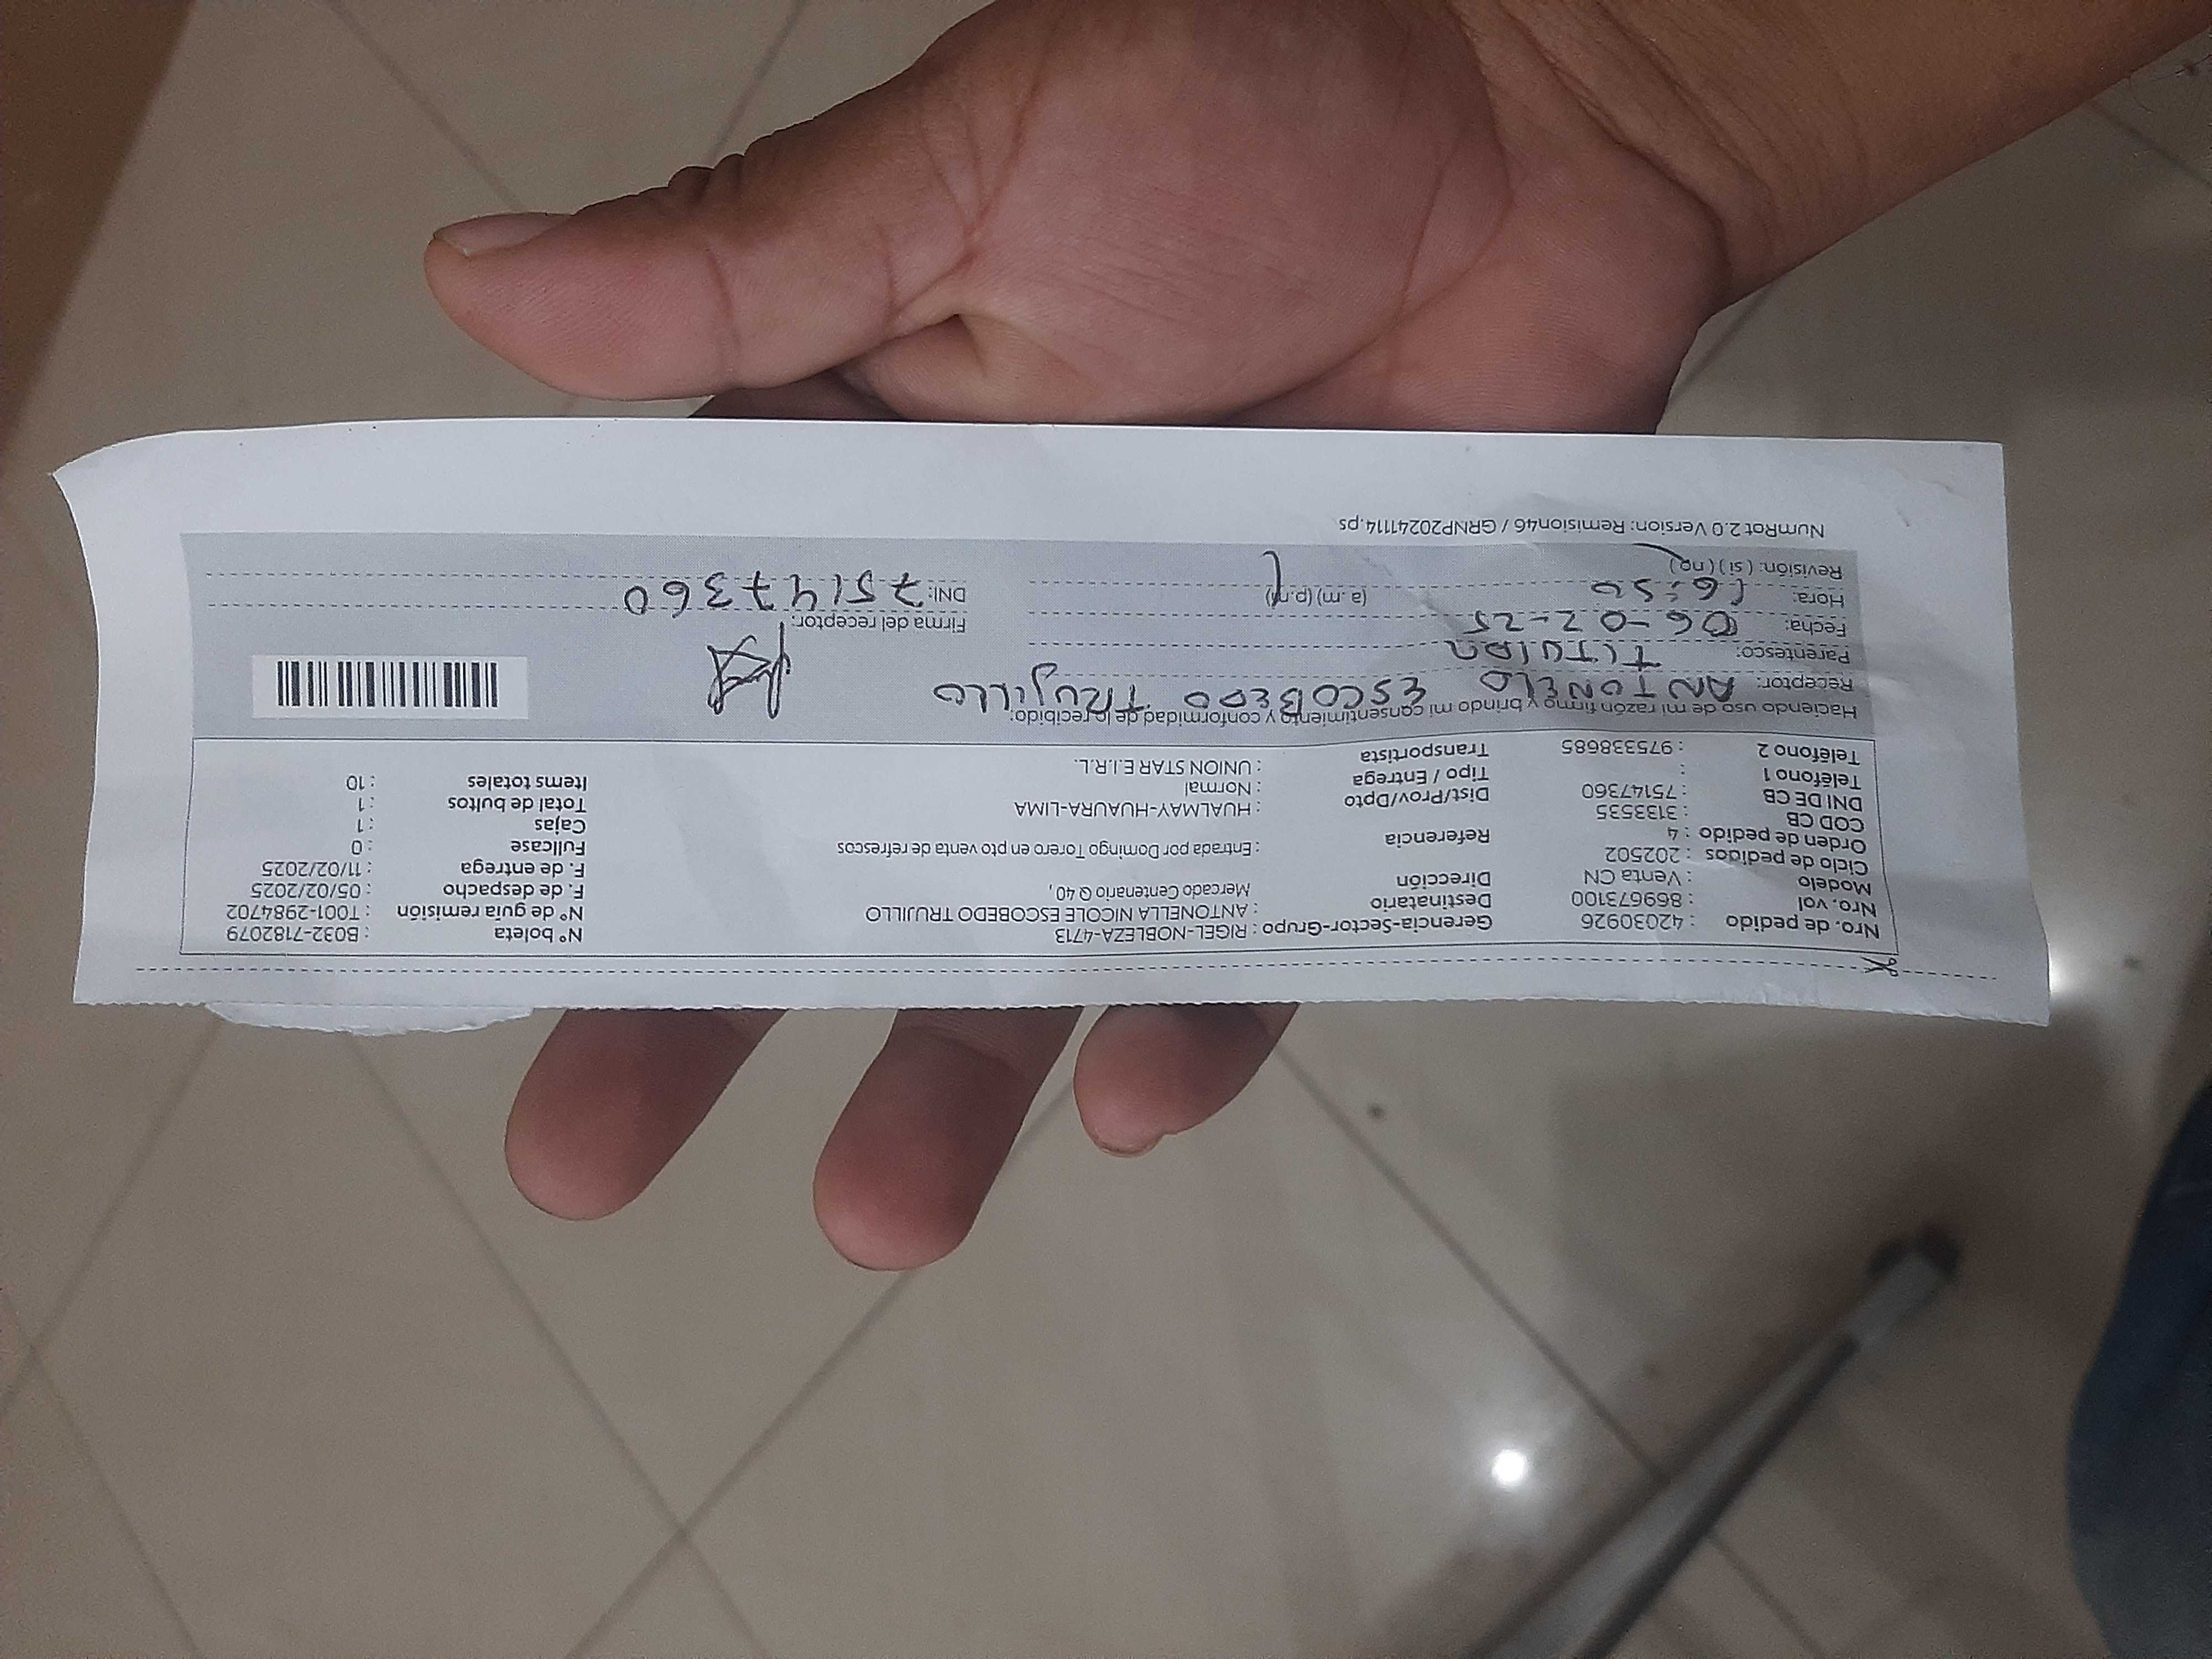 Nro. de pedido : 42030926 Gerencia-Sector-Grupo : RIGEL-NOBLEZA-4713 Nº boleta : B032-7182079
Nro. vol : 869673100 Destinatario : ANTONELLA NICOLE ESCOBEDO TRUJILLO Nº de guía remisión : T001-2984702
Modelo : Venta CN Dirección Mercado Centenario Q 40, F. de despacho : 05/02/2025
Ciclo de pedidos : 202502 F. de entrega : 11/02/2025
Orden de pedido : 4 Referencia : Entrada por Domingo Torero en pto venta de refrescos Fullcase : 0
COD CB : 3133535 Cajas : 1
DNI DE CB : 75147360 Dist/Prov/Dpto : HUALMAY-HUAURA-LIMA Total de bultos : 1
Teléfono 1 : Tipo / Entrega : Normal Items totales : 10
Teléfono 2 : 975338685 Transportista : UNION STAR E.I.R.L.
Haciendo uso de mi razón firmo y brindo mi consentimiento y conformidad de lo recibido:
Receptor: ANTONELA ESCOBEDO TRUJILLO
Parentesco: TITULAR
Fecha: 06-02-25 Firma del receptor:
Hora: 16:50 (a.m) (p.m) DNI: 75147360
Revisión: (si) (no)
NumRot 2.0 Version: Remision46 / GRNP20241114.ps